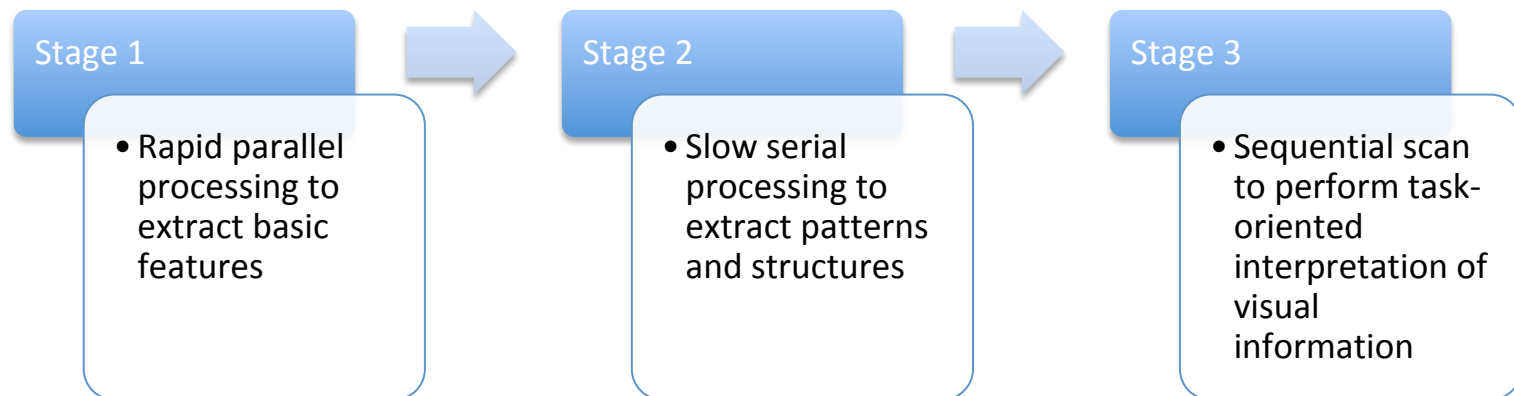 Stage 1
• Rapid parallel
processing to
extract basic
features
Stage 2
• Slow serial
processing to
extract patterns
and structures
Stage 3
• Sequential scan
to perform task-
oriented
interpretation of
visual
information